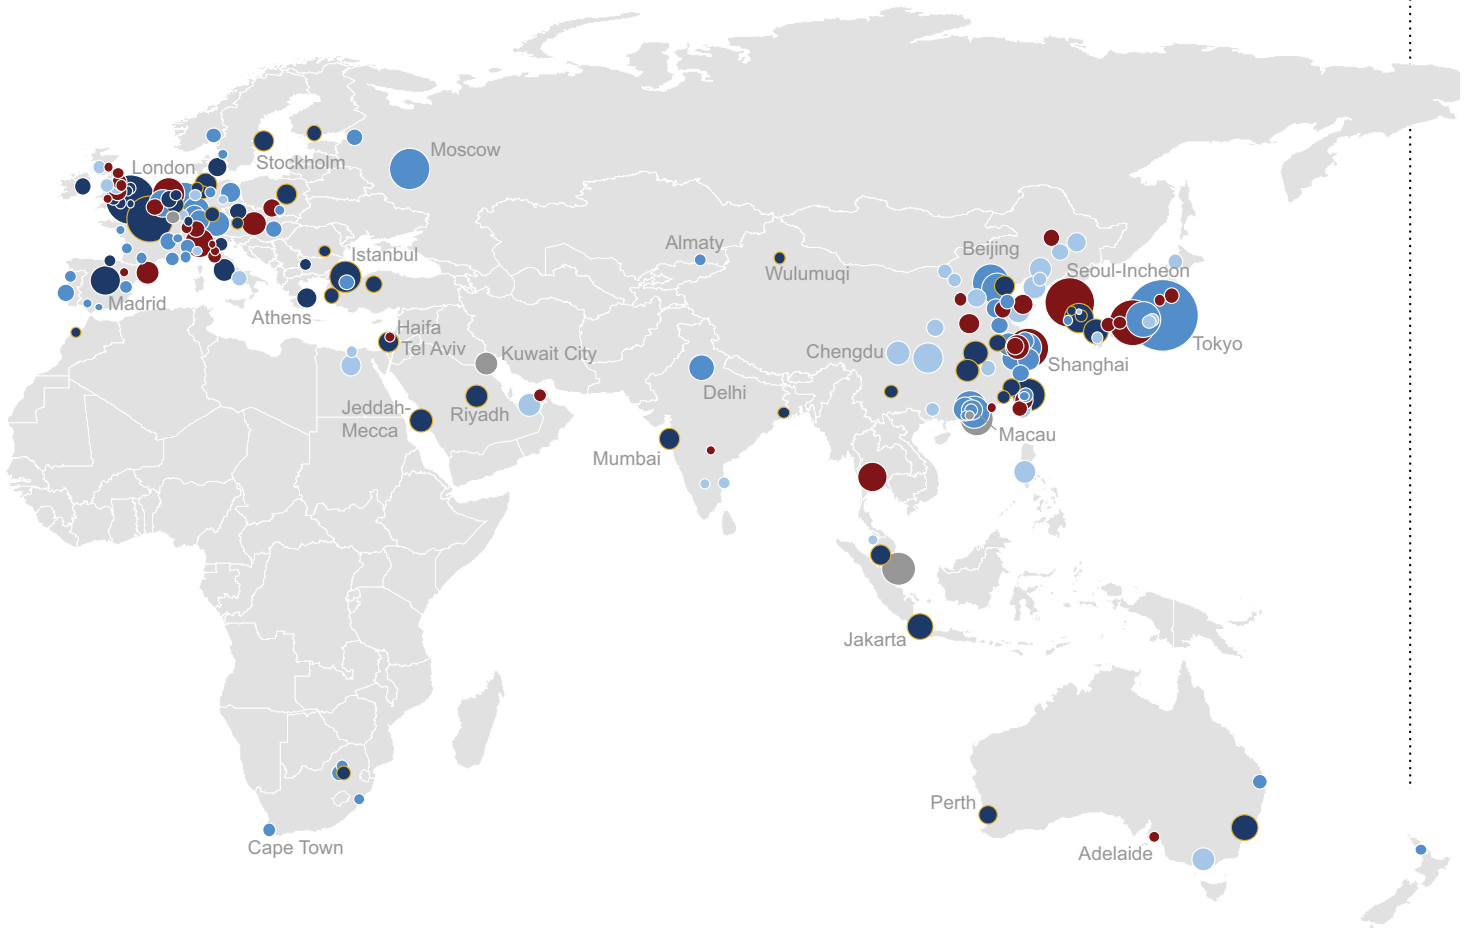 Moscow
London
Stockholm
Istanbul
Almaty
Beijing
Wulumuqi
Seoul-Incheon
Madrid
Athens
Haifa
Tel Aviv
Kuwait City
Chengdu
Tokyo
Shanghai
Delhi
Jeddah-
Mecca
Riyadh
Macau
Mumbai
Jakarta
Perth
Adelaide
Cape Town